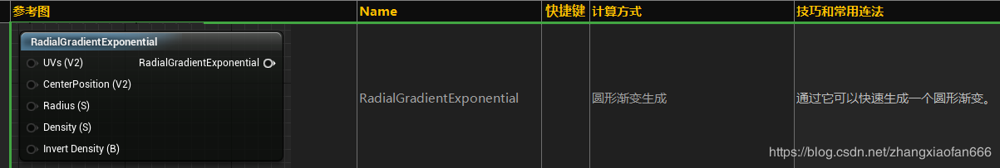 参考图 Name 快捷键 计算方式 技巧和常用连法
RadialGradientExponential
UVs (V2) RadialGradientExponential
CenterPosition (V2)
Radius (S)
Density (S)
Invert Density (B)
RadialGradientExponential 圆形渐变生成 通过它可以快速生成一个圆形渐变。
https://blog.csdn.net/zhangxiaofan666